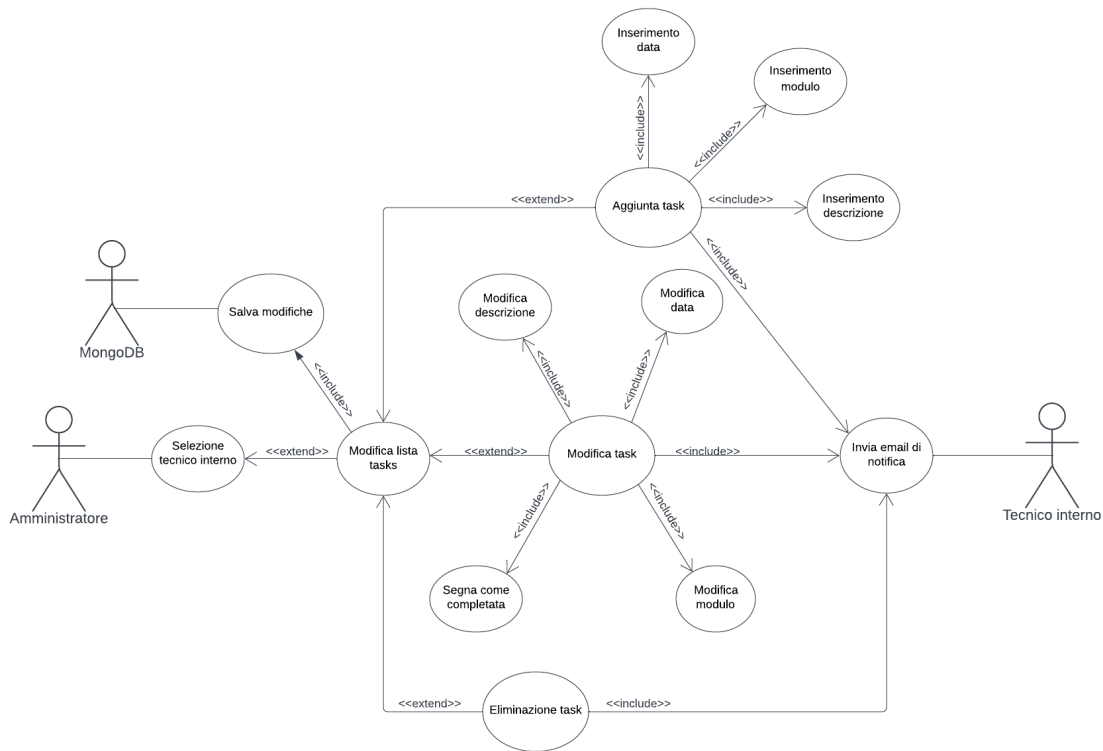 Inserimento
data
Inserimento
modulo
<<include>>
<<include>>
<<extend>>
Aggiunta task
<<include>>
Inserimento
descrizione
<<include>>
Modifica
descrizione
Modifica
data
Salva modifiche
MongoDB
<<include>>
<<include>>
<<include>>
Selezione
tecnico interno
<<extend>>
Modifica lista
tasks
<<extend>>
Modifica task
<<include>>
Invia email di
notifica
Amministratore
Tecnico interno
<<include>>
<<include>>
Segna come
completata
Modifica
modulo
<<extend>>
Eliminazione task
<<include>>